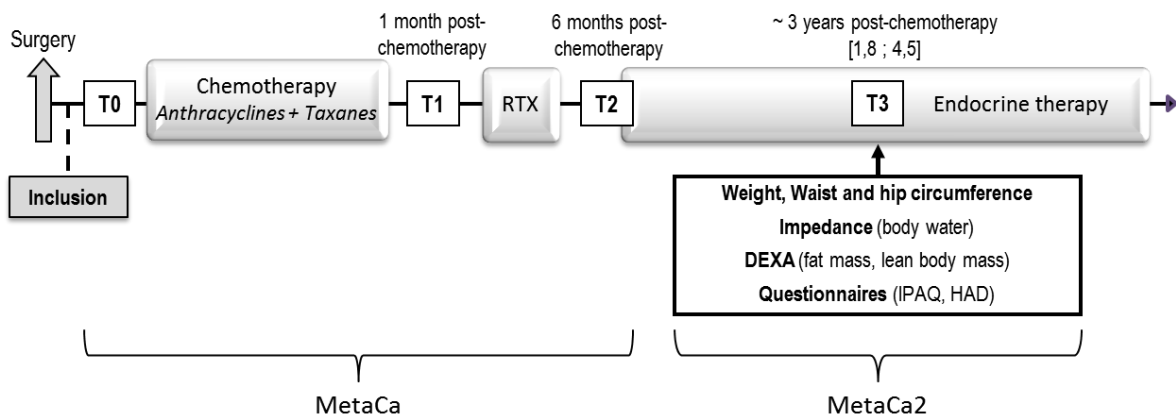 Surgery
1 month post-
chemotherapy
6 months post-
chemotherapy
~ 3 years post-chemotherapy
[1,8 ; 4,5]
T0
Chemotherapy
Anthracyclines + Taxanes
T1
RTX
T2
T3
Endocrine therapy
Inclusion
Weight, Waist and hip circumference
Impedance (body water)
DEXA (fat mass, lean body mass)
Questionnaires (IPAQ, HAD)
MetaCa
MetaCa2